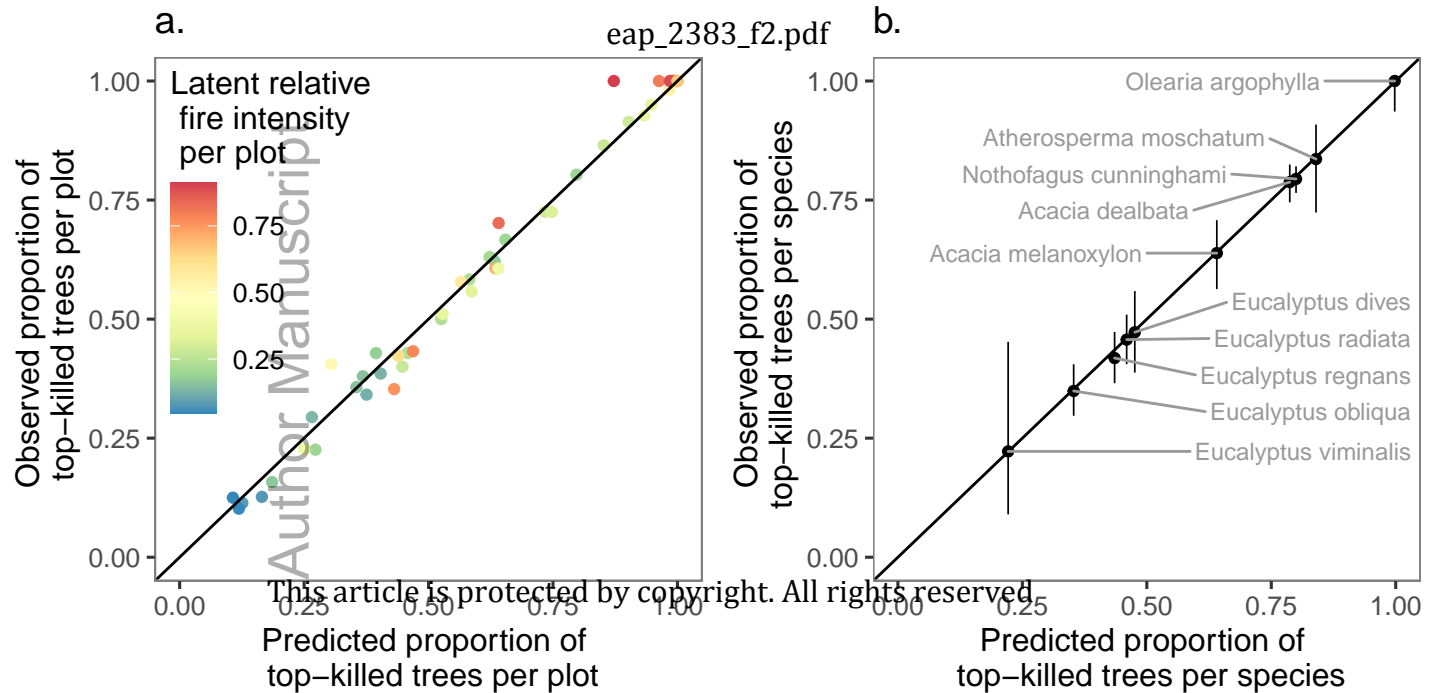 a.
eap_2383_f2.pdf
b.
Latent relative
fire intensity
per plot
0.75
0.50
0.25
Author Manuscript
Observed proportion of
top−killed trees per plot
1.00
0.75
0.50
0.25
0.00
0.00
0.25
0.50
0.75
1.00
Predicted proportion of
top−killed trees per plot
Observed proportion of
top−killed trees per species
1.00
0.75
0.50
0.25
0.00
Olearia argophylla
Atherosperma moschatum
Nothofagus cunninghami
Acacia dealbata
Acacia melanoxylon
Eucalyptus dives
Eucalyptus radiata
Eucalyptus regnans
Eucalyptus obliqua
Eucalyptus viminalis
0.00
0.25
0.50
0.75
1.00
Predicted proportion of
top−killed trees per species
This article is protected by copyright. All rights reserved